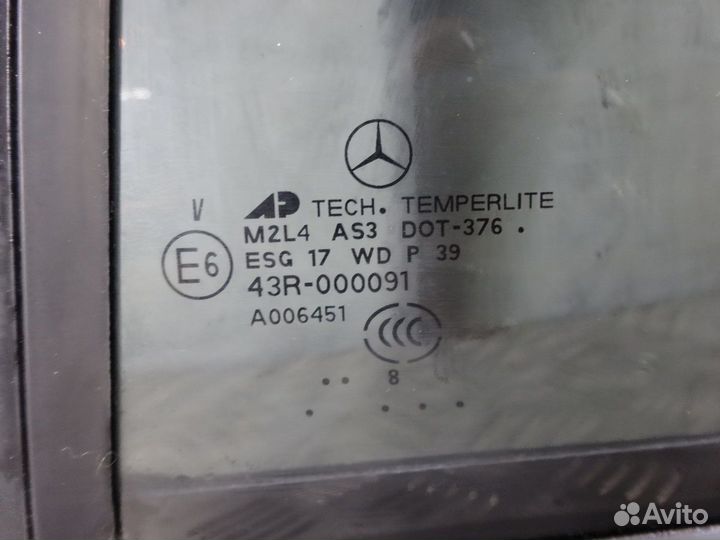 V
AP TECH. TEMPERLITE
M2L4 AS3 DOT-376 .
E6
ESG 17 WD P 39
43R-000091
A006451
CCC
.. 8
. . . .
Avito